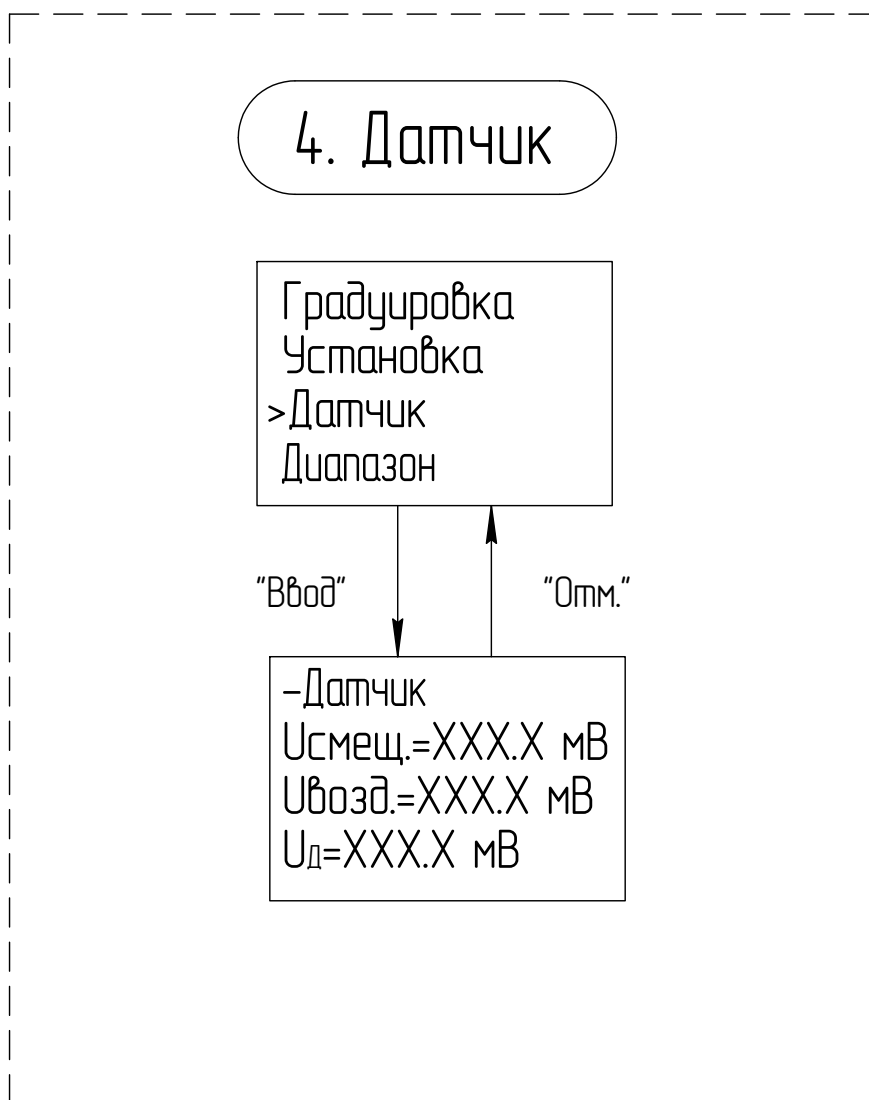 4. Датчик
Градуировка
Установка
>Датчик
Диапазон
"Ввод"
"Отм."
-Датчик
Uсмещ.=XXX.X мВ
Uвозд.=XXX.X мВ
Uд=XXX.X мВ